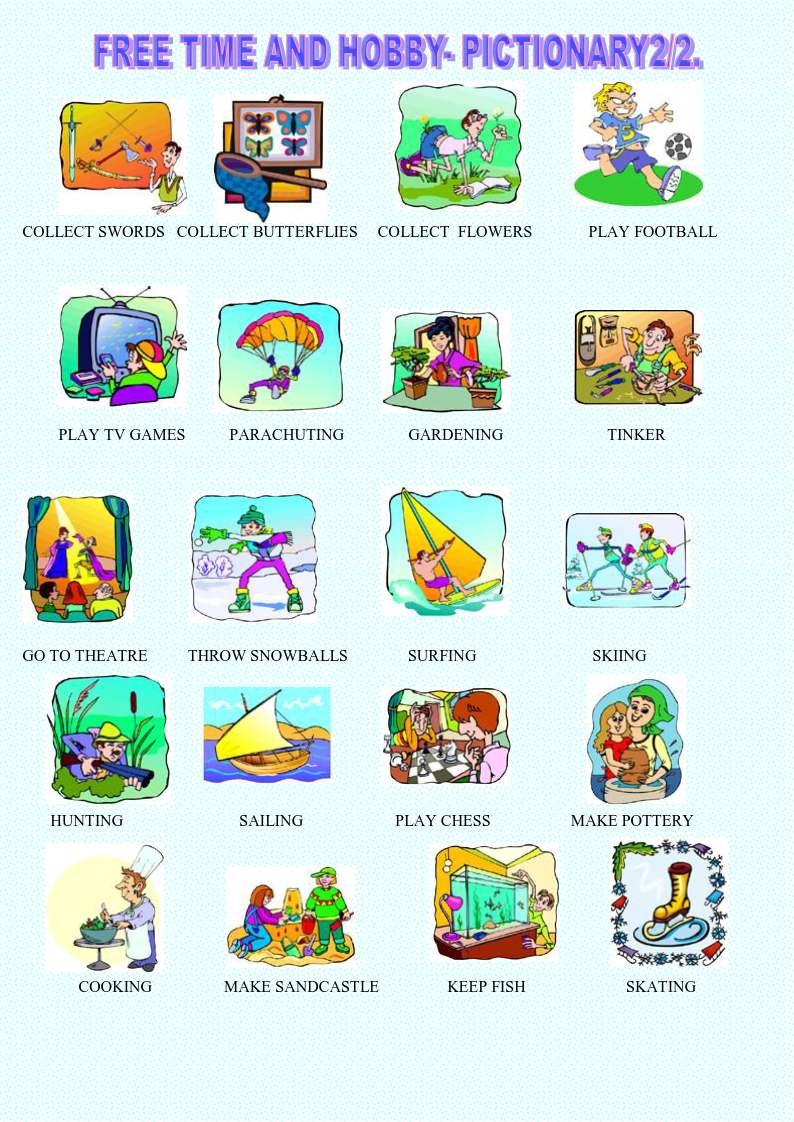 FREE TIME AND HOBBY- PICTIONARY2/2.
COLLECT SWORDS COLLECT BUTTERFLIES COLLECT FLOWERS PLAY FOOTBALL
PLAY TV GAMES PARACHUTING GARDENING TINKER
GO TO THEATRE THROW SNOWBALLS SURFING SKIING
HUNTING SAILING PLAY CHESS MAKE POTTERY
COOKING MAKE SANDCASTLE KEEP FISH SKATING